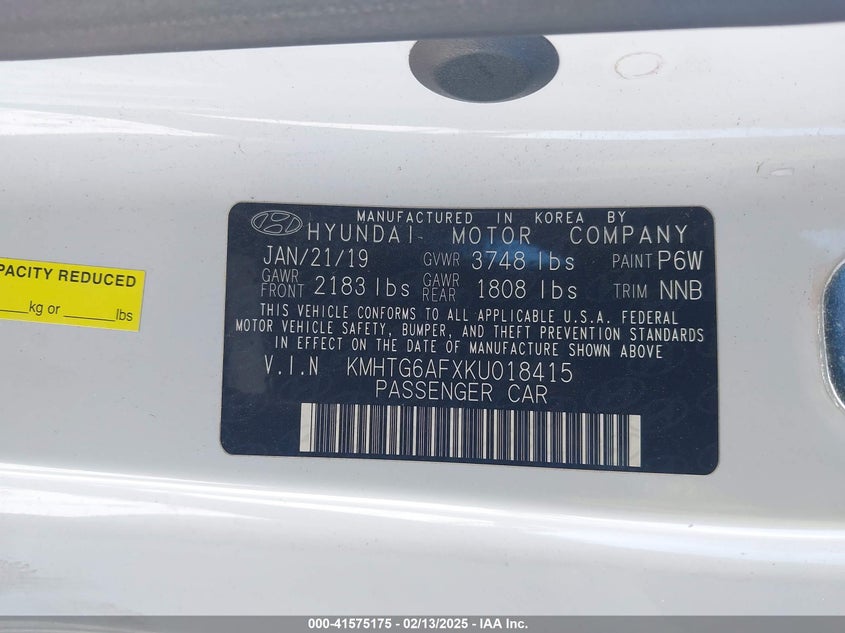 MANUFACTURED IN KOREA BY
HYUNDAI MOTOR COMPANY
JAN/21/19 GVWR 3748 lbs PAINT P6W
GAWR FRONT 2183 lbs GAWR REAR 1808 lbs TRIM NNB
THIS VEHICLE CONFORMS TO ALL APPLICABLE U.S.A. FEDERAL
MOTOR VEHICLE SAFETY, BUMPER, AND THEFT PREVENTION STANDARDS
IN EFFECT ON THE DATE OF MANUFACTURE SHOWN ABOVE
V.I.N KMHTG6AFXKU018415
PASSENGER CAR
PACITY REDUCED
kg or lbs
000-41575175 — 02/13/2025 — IAA Inc.